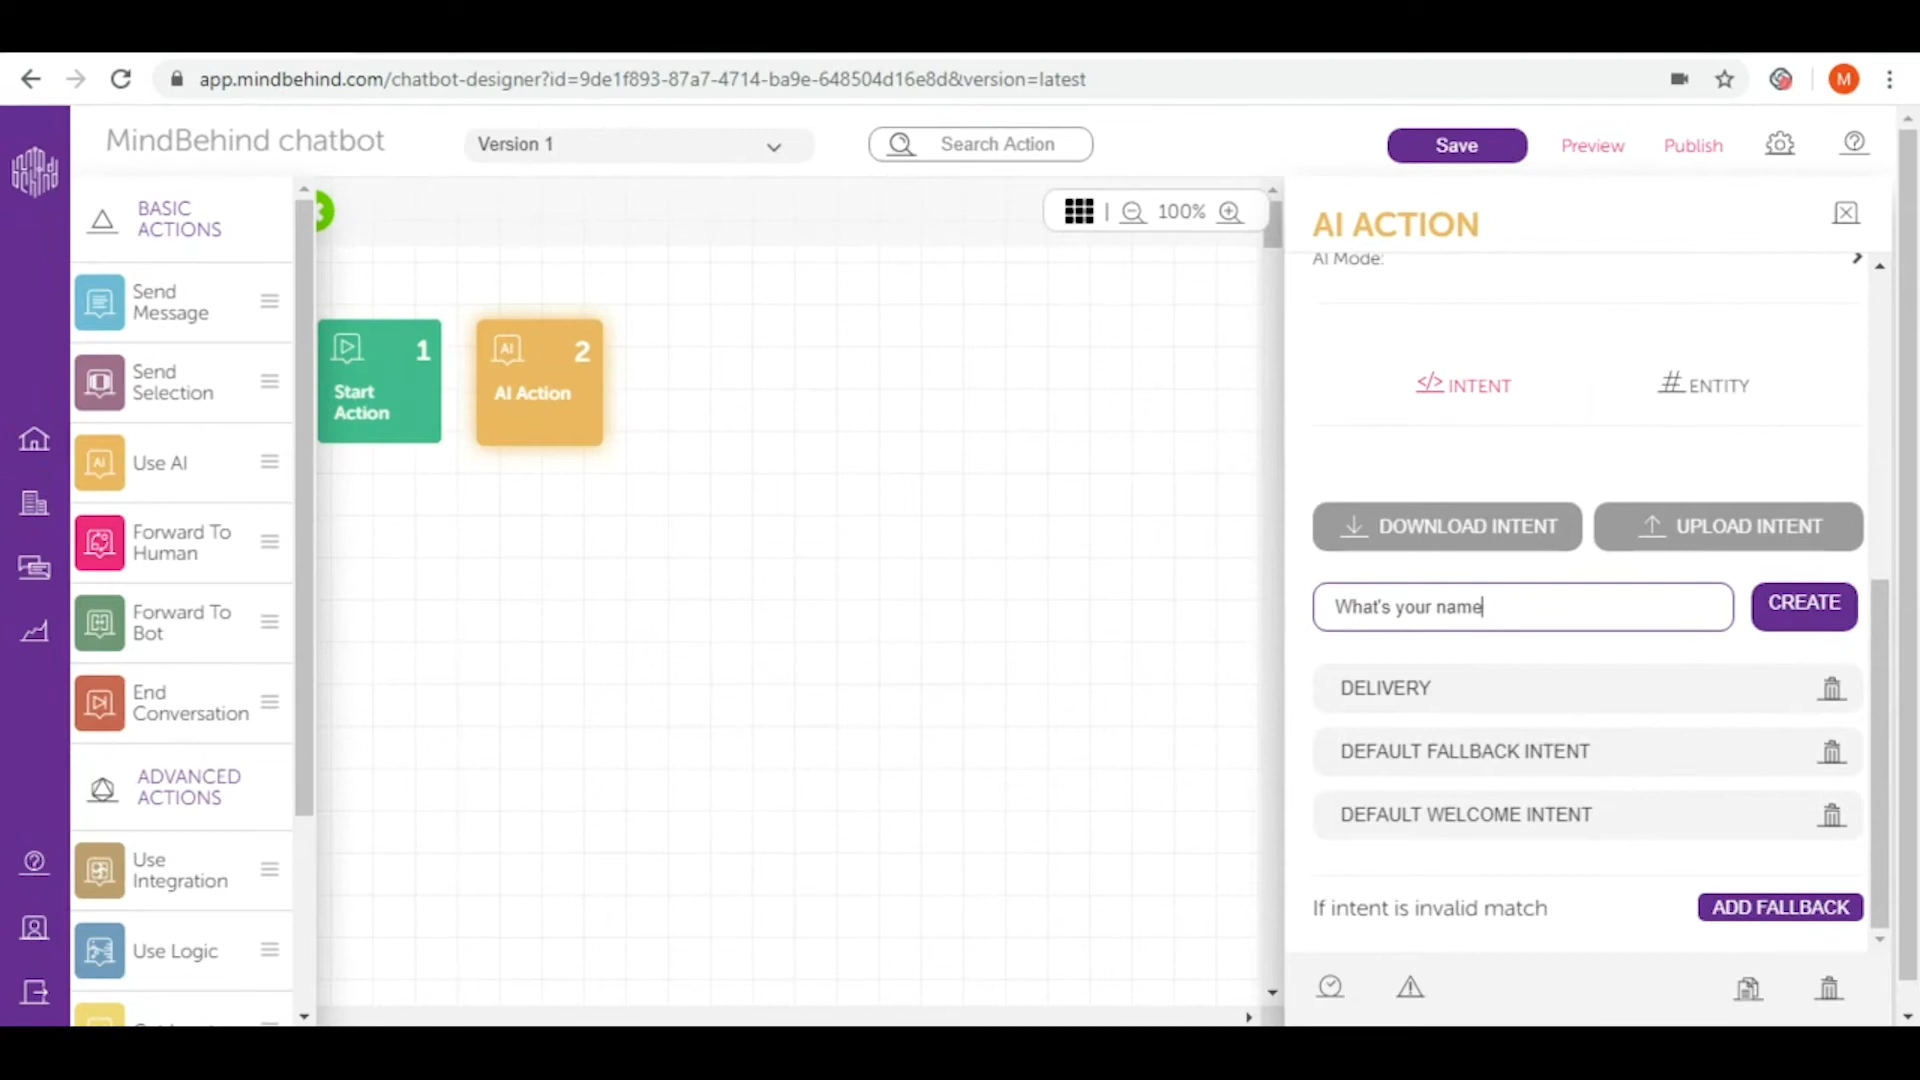 app.mindbehind.com/chatbot-designer?id=9de1f893-87a7-4714-ba9e-648504d16e8d&version=latest
M
mind
behind
MindBehind chatbot
Version 1
Search Action
Save
Preview
Publish
BASIC
ACTIONS
Send
Message
Send
Selection
AI
Use AI
Forward To
Human
Forward To
Bot
End
Conversation
ADVANCED
ACTIONS
Use
Integration
Use Logic
100%
1
Start
Action
AI
2
AI Action
AI ACTION
AI Mode:
</> INTENT
# ENTITY
DOWNLOAD INTENT
UPLOAD INTENT
What's your name
CREATE
DELIVERY
DEFAULT FALLBACK INTENT
DEFAULT WELCOME INTENT
If intent is invalid match
ADD FALLBACK